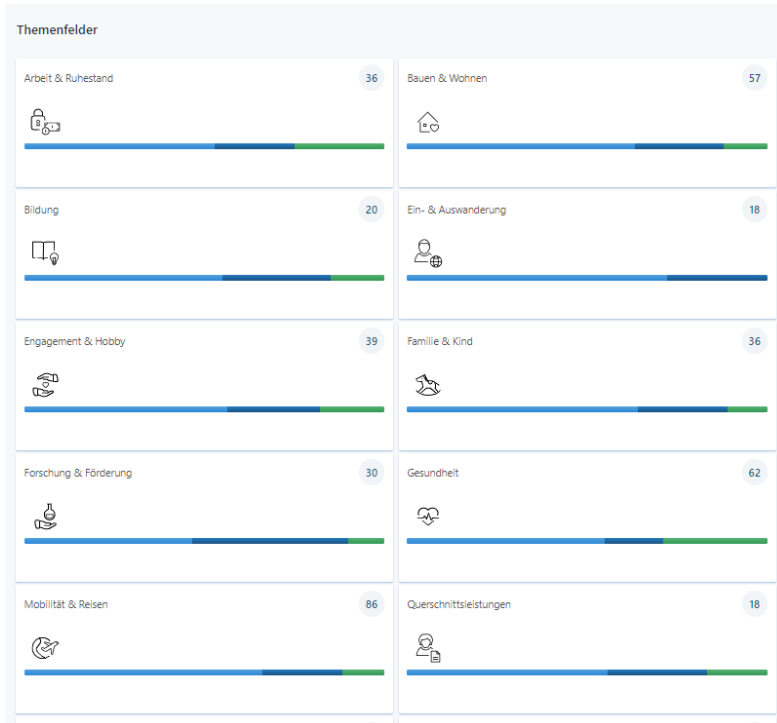 Themenfelder
Arbeit & Ruhestand 36
Bauen & Wohnen 57
Bildung 20
Ein- & Auswanderung 18
Engagement & Hobby 39
Familie & Kind 36
Forschung & Förderung 30
Gesundheit 62
Mobilität & Reisen 86
Querschnittsleistungen 18